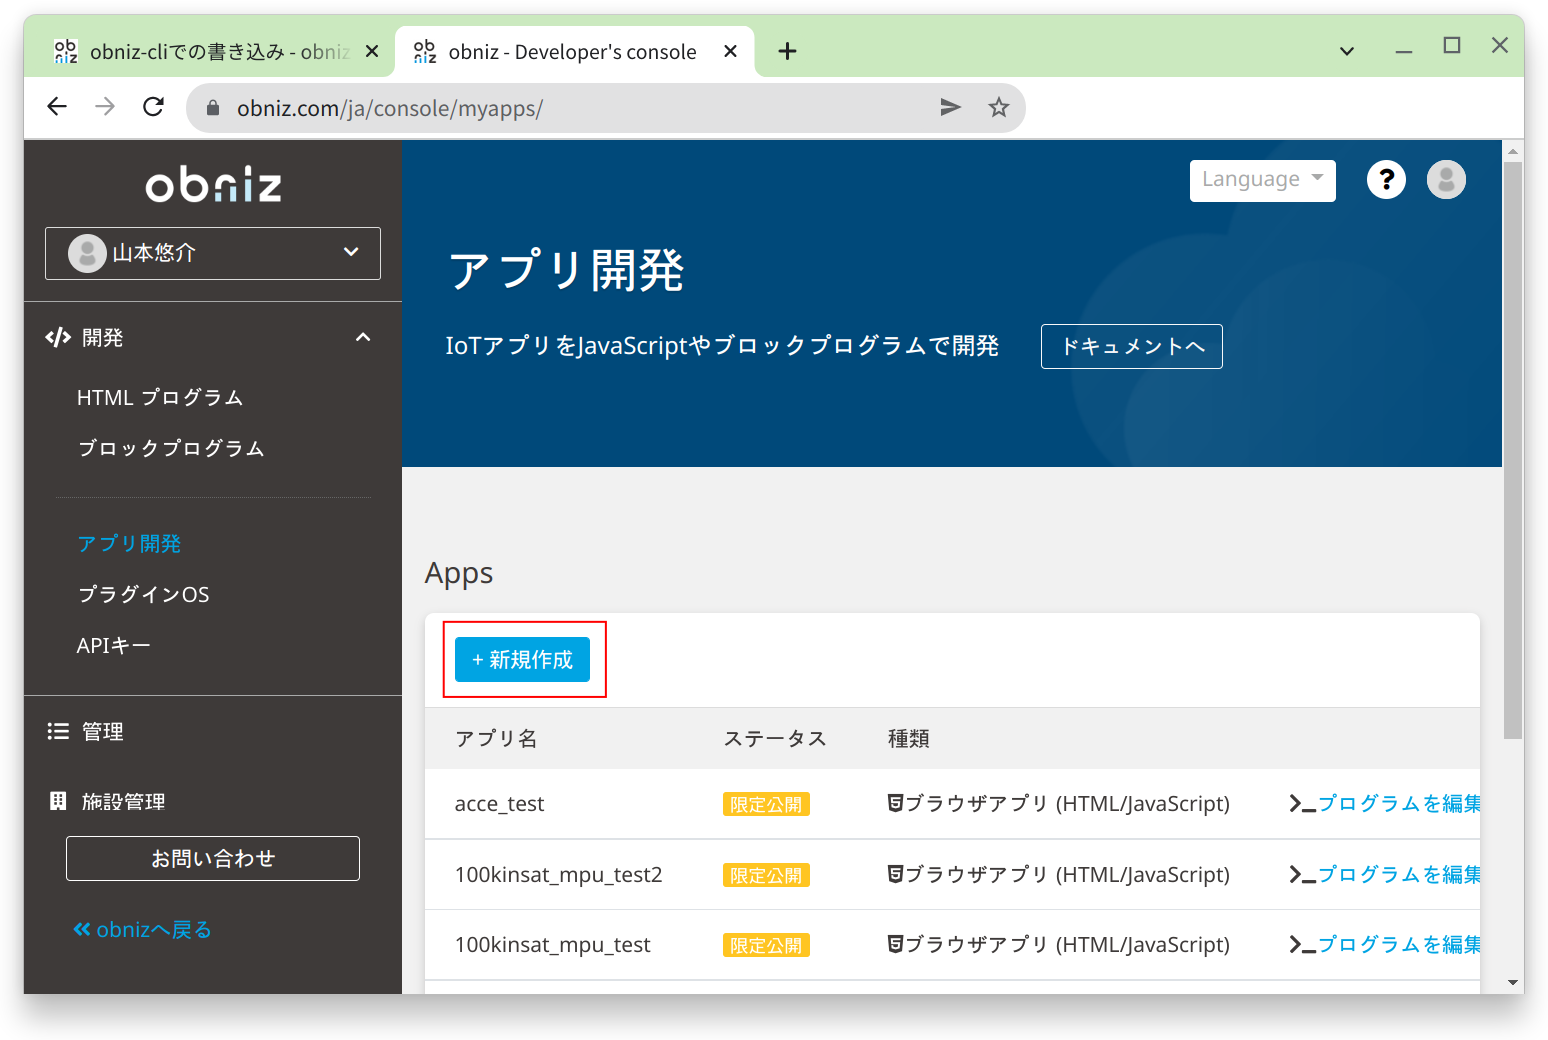 obniz-cliでの書き込み - obniz
obniz - Developer's console
obniz.com/ja/console/myapps/
obniz
山本悠介
開発
HTML プログラム
ブロックプログラム
アプリ開発
プラグインOS
APIキー
管理
施設管理
お問い合わせ
obnizへ戻る
Language
?
アプリ開発
IoTアプリをJavaScriptやブロックプログラムで開発
ドキュメントへ
Apps
+ 新規作成
アプリ名 ステータス 種類
acce_test 限定公開 ブラウザアプリ (HTML/JavaScript) プログラムを編集
100kinsat_mpu_test2 限定公開 ブラウザアプリ (HTML/JavaScript) プログラムを編集
100kinsat_mpu_test 限定公開 ブラウザアプリ (HTML/JavaScript) プログラムを編集